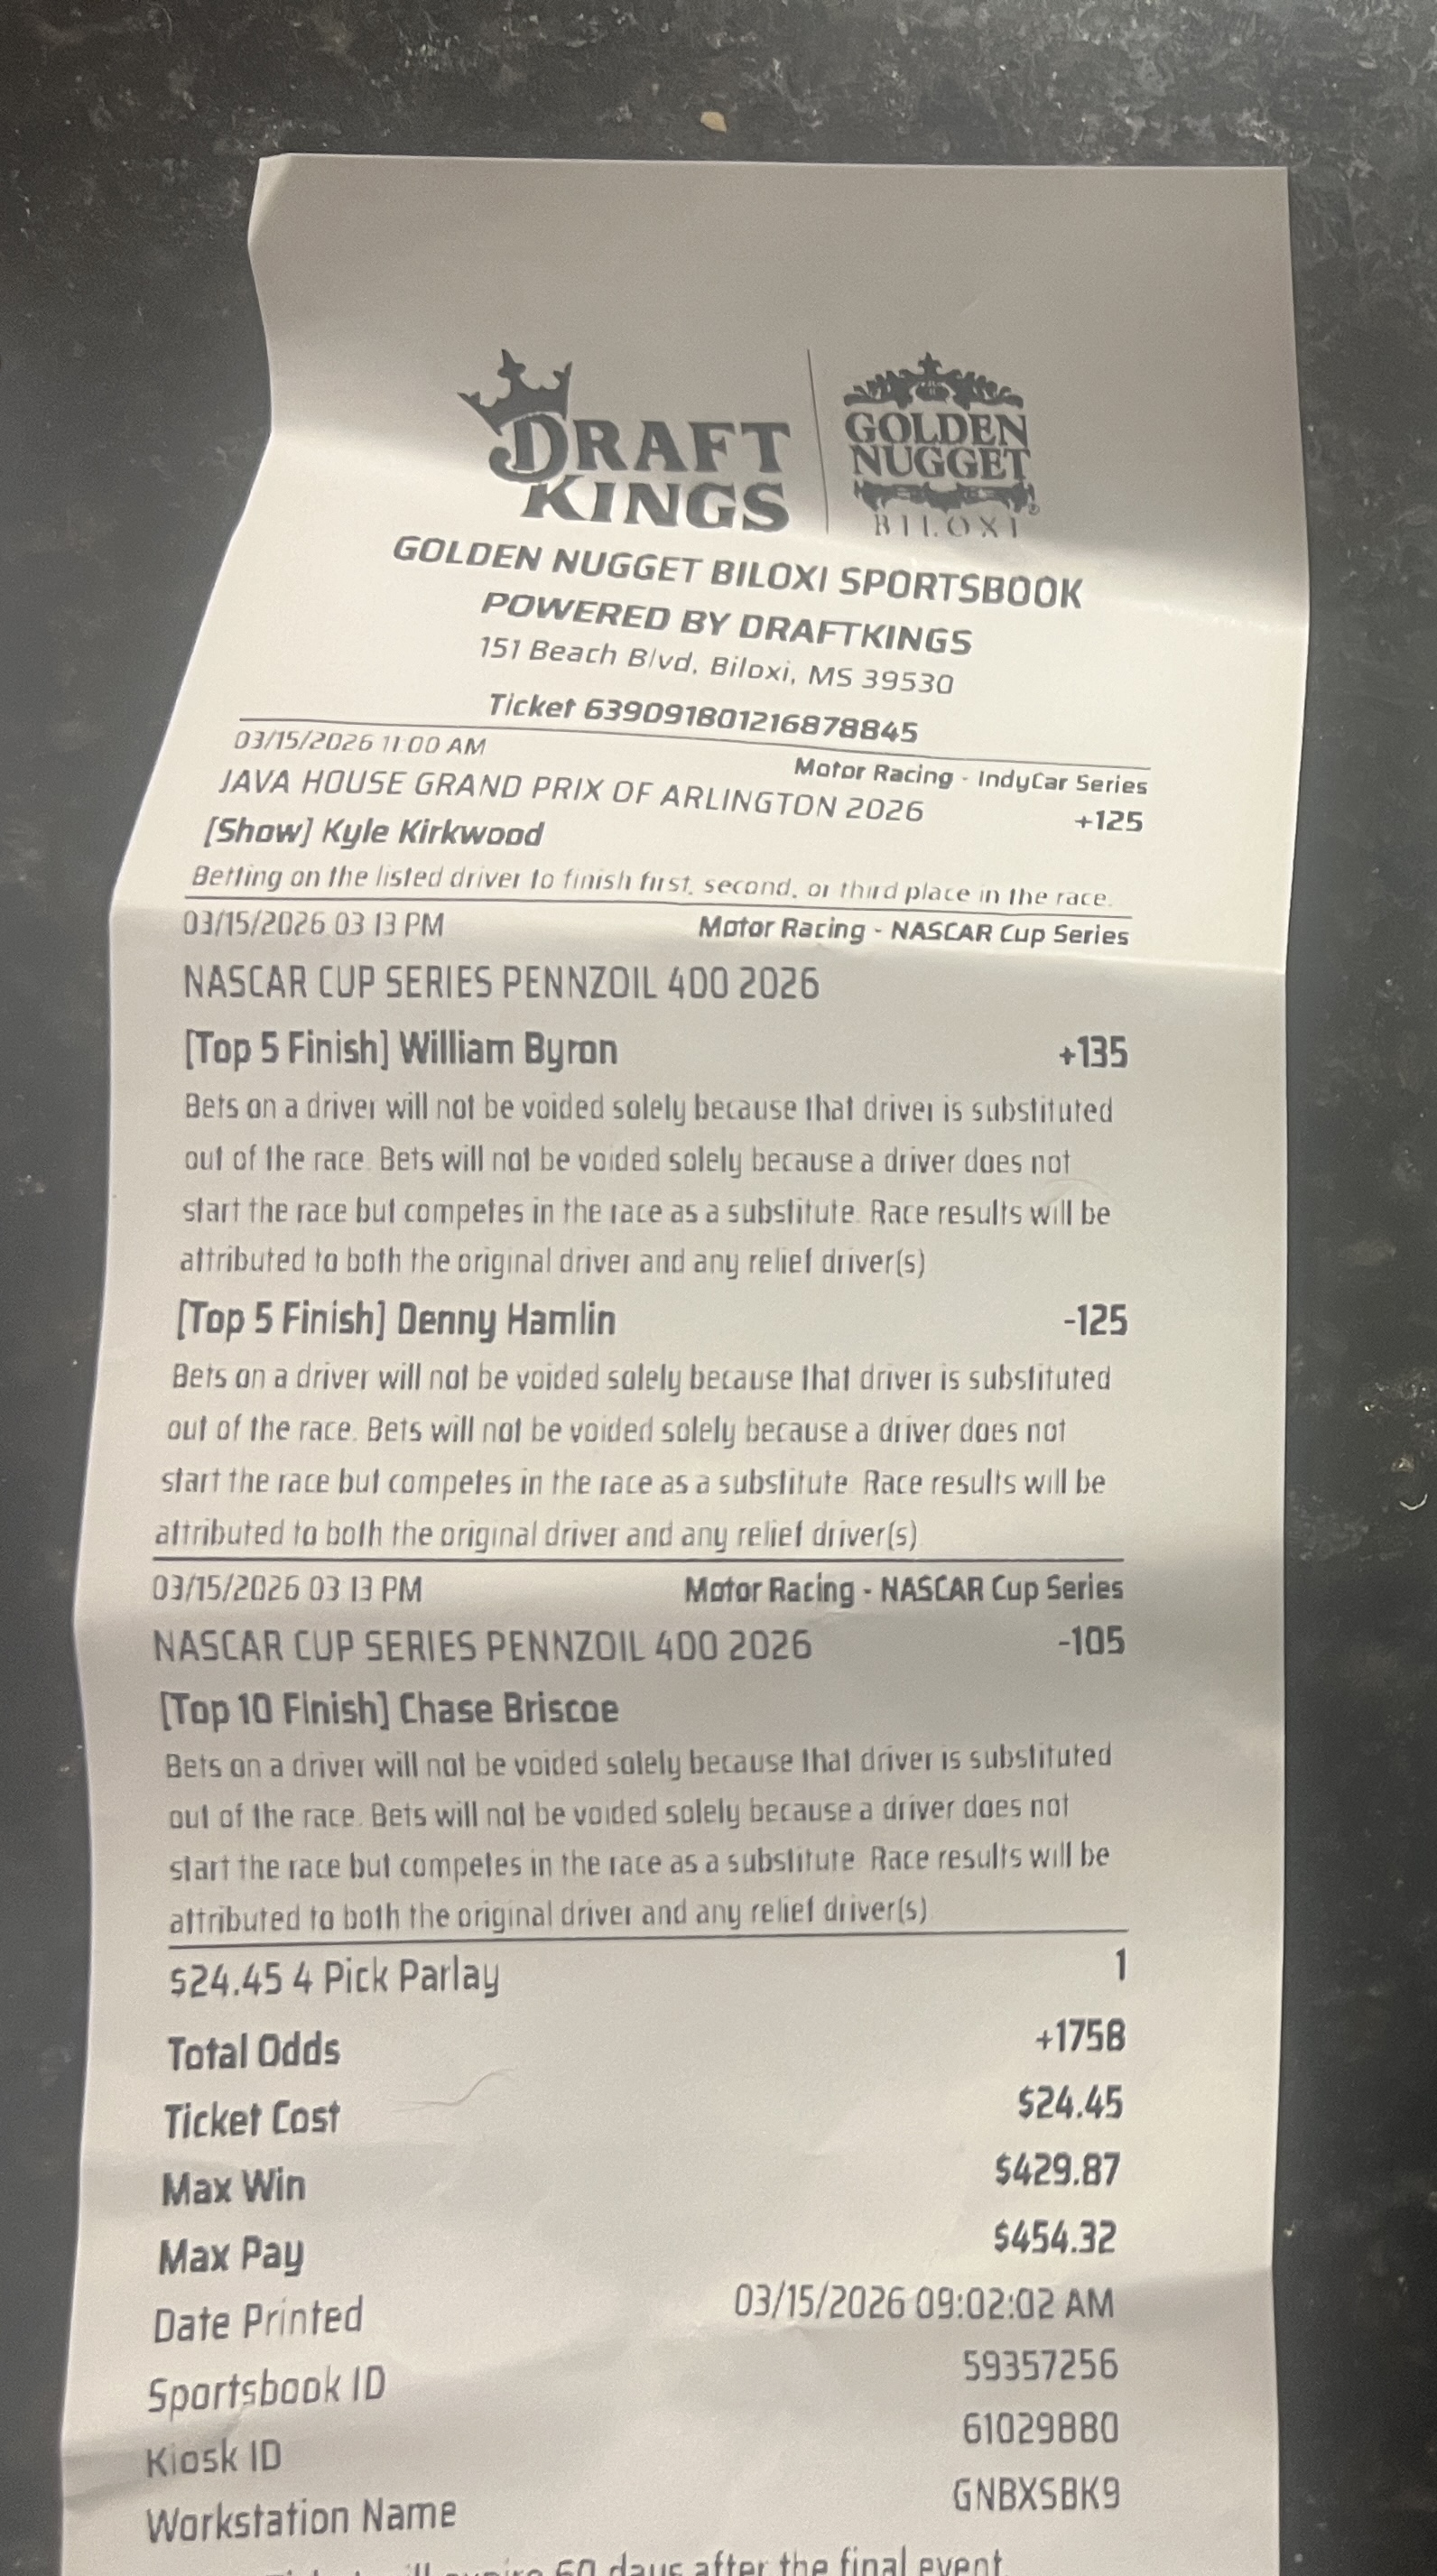 DRAFT
KINGS
GOLDEN
NUGGET
BILOXI
GOLDEN NUGGET BILOXI SPORTSBOOK
POWERED BY DRAFTKINGS
151 Beach Blvd, Biloxi, MS 39530
Ticket 639091801216878845
03/15/2026 11:00 AM Motor Racing - IndyCar Series
JAVA HOUSE GRAND PRIX OF ARLINGTON 2026 +125
[Show] Kyle Kirkwood
Betting on the listed driver to finish first, second, or third place in the race.
03/15/2026 03:13 PM Motor Racing - NASCAR Cup Series
NASCAR CUP SERIES PENNZOIL 400 2026
[Top 5 Finish] William Byron +135
Bets on a driver will not be voided solely because that driver is substituted
out of the race. Bets will not be voided solely because a driver does not
start the race but competes in the race as a substitute. Race results will be
attributed to both the original driver and any relief driver(s)
[Top 5 Finish] Denny Hamlin -125
Bets on a driver will not be voided solely because that driver is substituted
out of the race. Bets will not be voided solely because a driver does not
start the race but competes in the race as a substitute. Race results will be
attributed to both the original driver and any relief driver(s)
03/15/2026 03:13 PM Motor Racing - NASCAR Cup Series
NASCAR CUP SERIES PENNZOIL 400 2026 -105
[Top 10 Finish] Chase Briscoe
Bets on a driver will not be voided solely because that driver is substituted
out of the race. Bets will not be voided solely because a driver does not
start the race but competes in the race as a substitute. Race results will be
attributed to both the original driver and any relief driver(s)
$24.45 4 Pick Parlay 1
Total Odds +1758
Ticket Cost $24.45
Max Win $429.87
Max Pay $454.32
Date Printed 03/15/2026 09:02:02 AM
Sportsbook ID 59357256
Kiosk ID 61029880
Workstation Name GNBXSBK9
expire 60 days after the final event